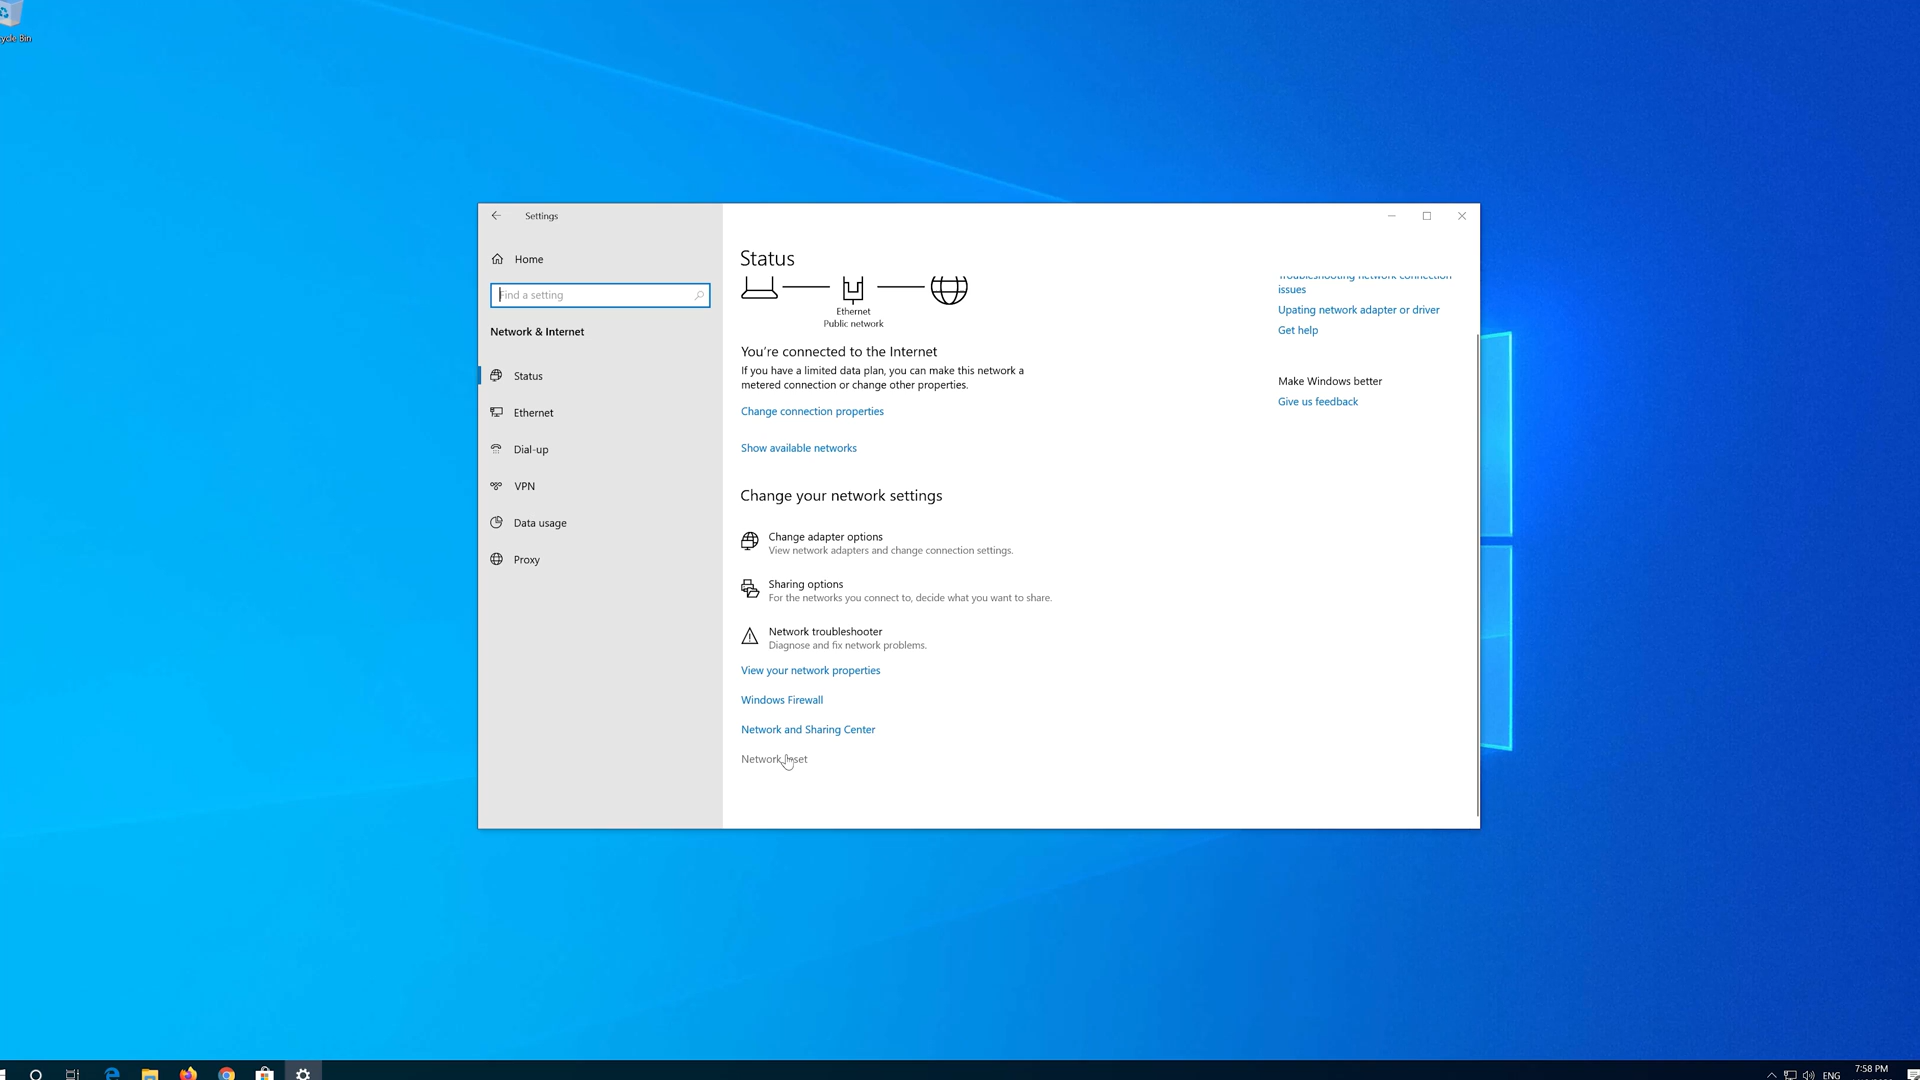 Settings
Home
Find a setting
Network & Internet
Status
Ethernet
Dial-up
VPN
Data usage
Proxy
Status
Ethernet
Public network
You're connected to the Internet
If you have a limited data plan, you can make this network a
metered connection or change other properties.
Change connection properties
Show available networks
Change your network settings
Change adapter options
View network adapters and change connection settings.
Sharing options
For the networks you connect to, decide what you want to share.
Network troubleshooter
Diagnose and fix network problems.
View your network properties
Windows Firewall
Network and Sharing Center
Network reset
Troubleshooting network connection
issues
Upating network adapter or driver
Get help
Make Windows better
Give us feedback
ENG
7:58 PM